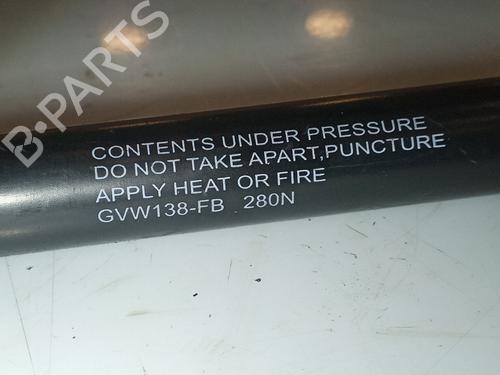 B-PARTS
CONTENTS UNDER PRESSURE
DO NOT TAKE APART,PUNCTURE
APPLY HEAT OR FIRE
GVW138-FB 280N